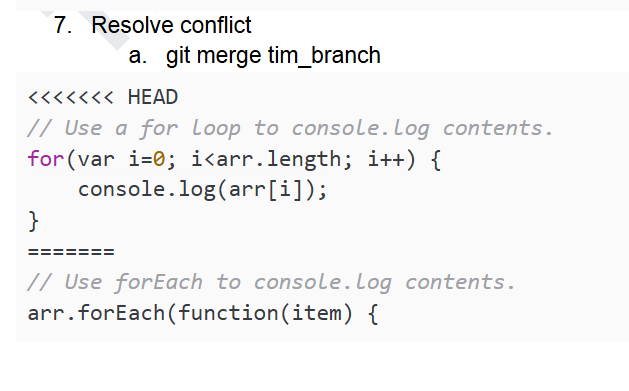 7. Resolve conflict
a. git merge tim_branch
<<<<<<< HEAD
// Use a for loop to console.log contents.
for(var i=0; i<arr.length; i++) {
    console.log(arr[i]);
}
=======
// Use forEach to console.log contents.
arr.forEach(function(item) {